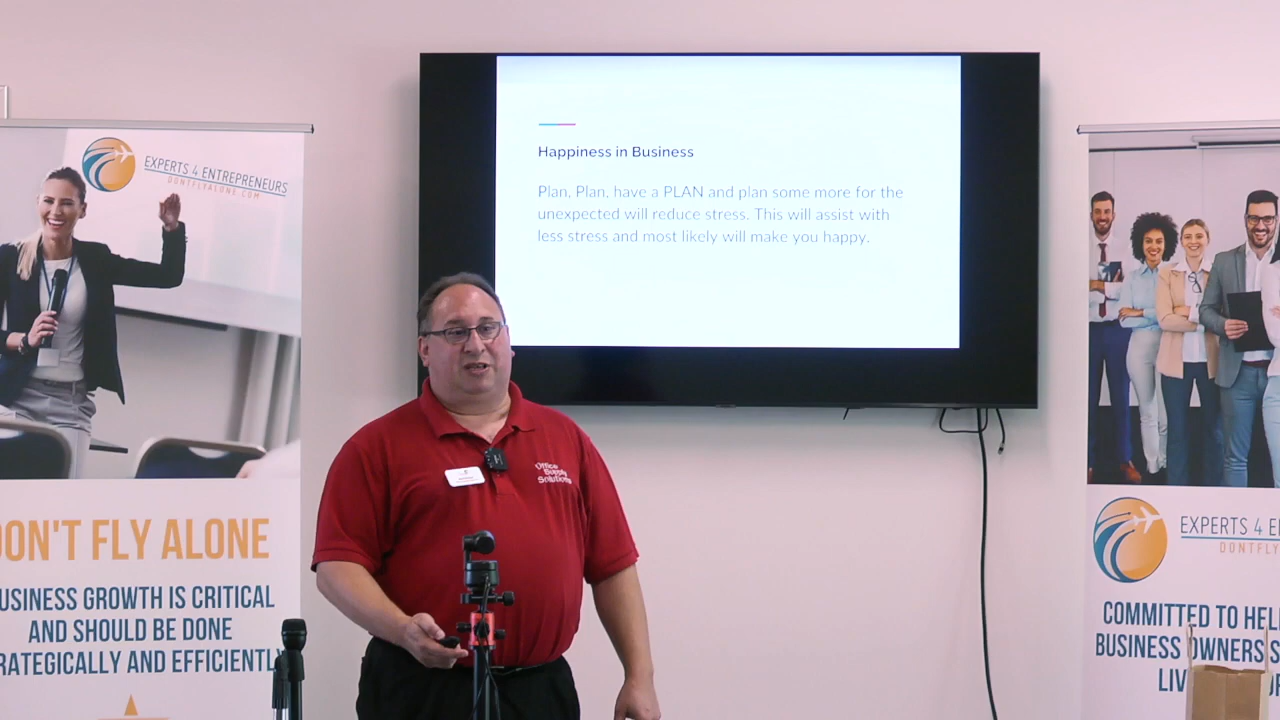 EXPERTS 4 ENTREPRENEURS
DONTFLYALONE.COM
DON'T FLY ALONE
USINESS GROWTH IS CRITICAL
AND SHOULD BE DONE
RATEGICALLY AND EFFICIENTLY
Happiness in Business
Plan, Plan, have a PLAN and plan some more for the
unexpected will reduce stress. This will assist with
less stress and most likely will make you happy.
Office
Supply
Solutions
EXPERTS 4 E
DONTFLY
COMMITTED TO HEL
BUSINESS OWNERS S
LIV